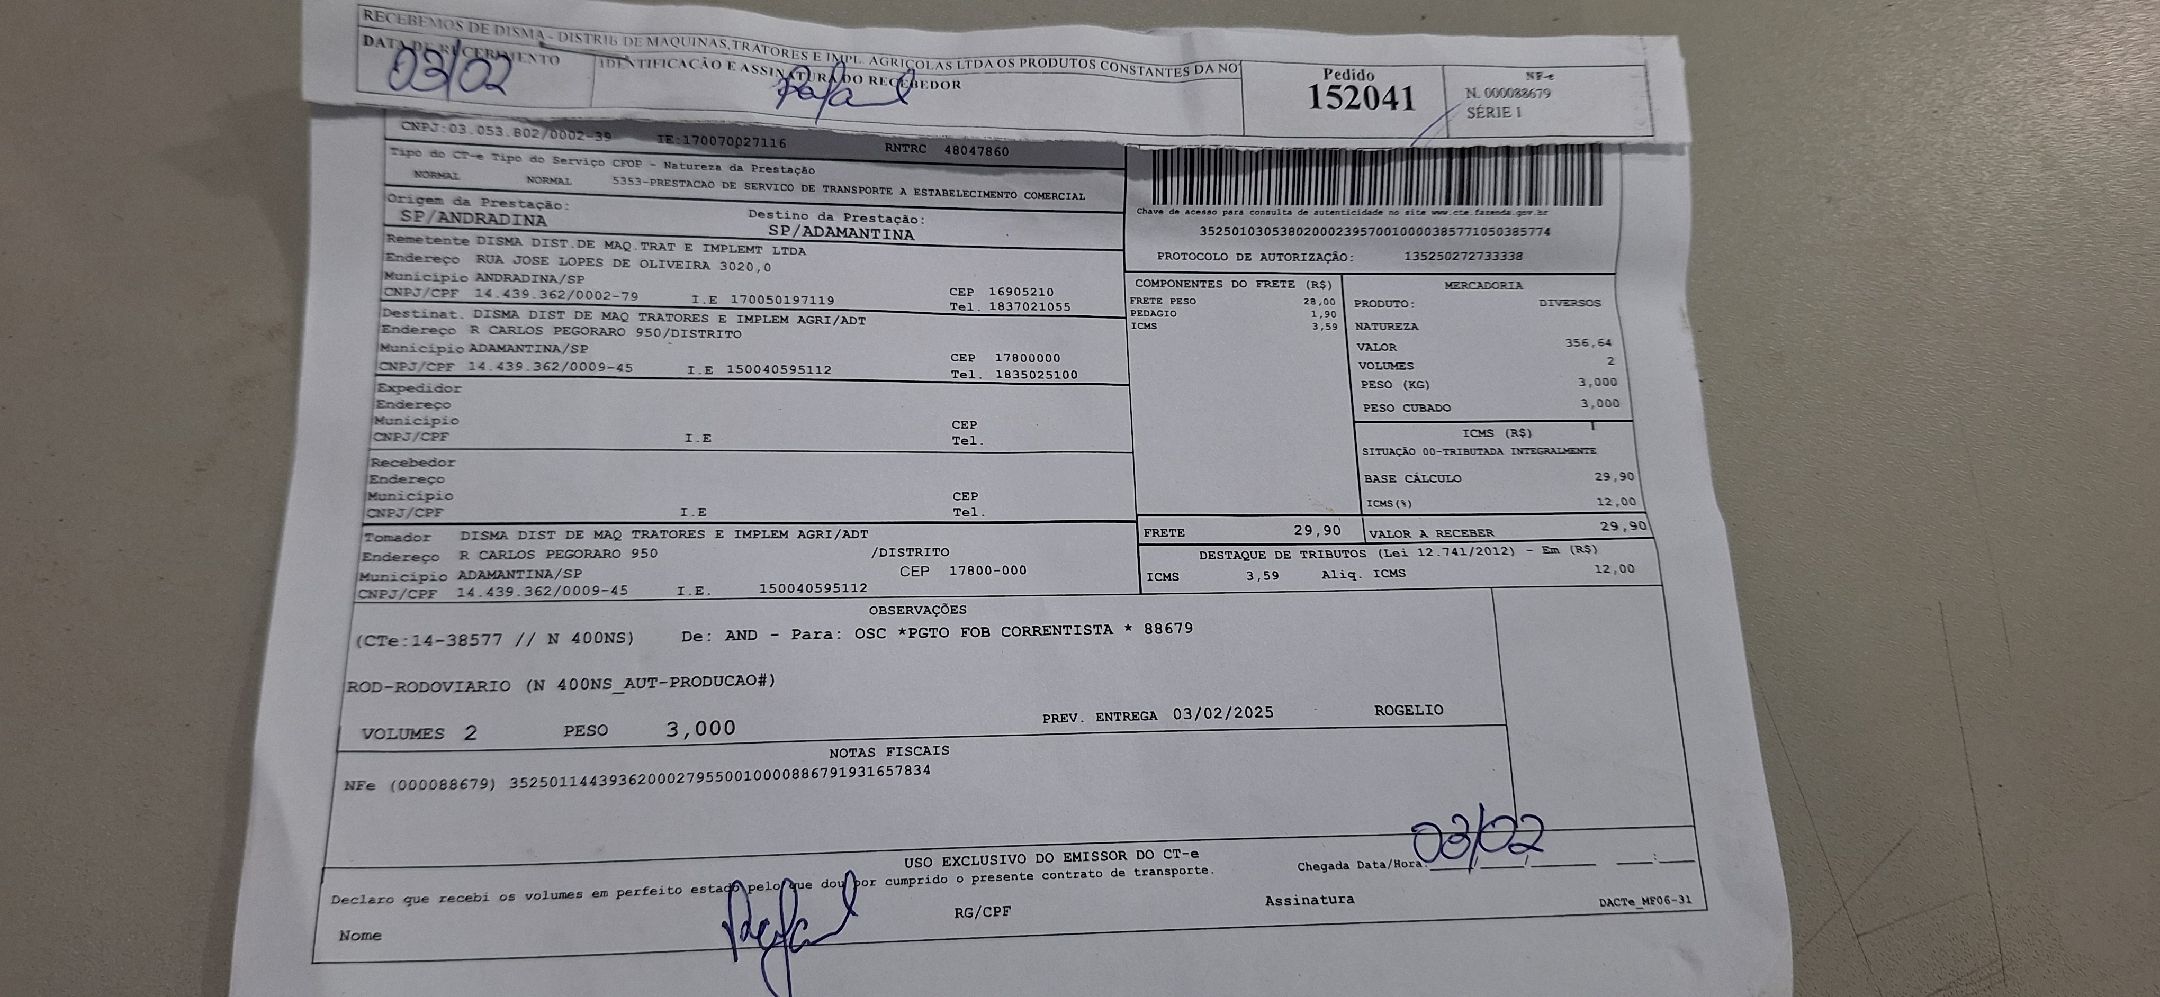 RECEBEMOS DE DISMA - DISTRIB DE MAQUINAS, TRATORES E IMPL. AGRICOLAS LTDA OS PRODUTOS CONSTANTES DA NO
DATA DE RECEBIMENTO IDENTIFICAÇÃO E ASSINATURA DO RECEBEDOR
03/02 Rafael
Pedido
152041
NF-e
N. 000088679
SÉRIE 1
CNPJ:03.053.802/0002-39 IE:170070027116 RNTRC 48047860
Tipo do CT-e Tipo do Serviço CFOP - Natureza da Prestação
NORMAL NORMAL 5353-PRESTACAO DE SERVICO DE TRANSPORTE A ESTABELECIMENTO COMERCIAL
Origem da Prestação: Destino da Prestação:
SP/ANDRADINA SP/ADAMANTINA
Chave de acesso para consulta de autenticidade no site www.cte.fazenda.gov.br
35250103053802000239570010000385771050385774
PROTOCOLO DE AUTORIZAÇÃO: 135250272733338
Remetente DISMA DIST.DE MAQ.TRAT E IMPLEMT LTDA
Endereço RUA JOSE LOPES DE OLIVEIRA 3020,0
Município ANDRADINA/SP CEP 16905210
CNPJ/CPF 14.439.362/0002-79 I.E 170050197119 Tel. 1837021055
Destinat. DISMA DIST DE MAQ TRATORES E IMPLEM AGRI/ADT
Endereço R CARLOS PEGORARO 950/DISTRITO
Município ADAMANTINA/SP CEP 17800000
CNPJ/CPF 14.439.362/0009-45 I.E 150040595112 Tel. 1835025100
Expedidor
Endereço
Município CEP
CNPJ/CPF I.E Tel.
Recebedor
Endereço
Município CEP
CNPJ/CPF I.E Tel.
Tomador DISMA DIST DE MAQ TRATORES E IMPLEM AGRI/ADT
Endereço R CARLOS PEGORARO 950 /DISTRITO
Município ADAMANTINA/SP CEP 17800-000
CNPJ/CPF 14.439.362/0009-45 I.E. 150040595112
COMPONENTES DO FRETE (R$)
FRETE PESO 28,00
PEDAGIO 1,90
ICMS 3,59
MERCADORIA
PRODUTO: DIVERSOS
NATUREZA
VALOR 356,64
VOLUMES 2
PESO (KG) 3,000
PESO CUBADO 3,000
ICMS (R$)
SITUAÇÃO 00-TRIBUTADA INTEGRALMENTE
BASE CÁLCULO 29,90
ICMS(%) 12,00
FRETE 29,90 VALOR A RECEBER 29,90
DESTAQUE DE TRIBUTOS (Lei 12.741/2012) - Em (R$)
ICMS 3,59 Aliq. ICMS 12,00
OBSERVAÇÕES
(CTe:14-38577 // N 400NS) De: AND - Para: OSC *PGTO FOB CORRENTISTA * 88679
ROD-RODOVIARIO (N 400NS_AUT-PRODUCAO#)
VOLUMES 2 PESO 3,000 PREV. ENTREGA 03/02/2025 ROGELIO
NOTAS FISCAIS
NFe (000088679) 35250114439362000279550010000886791931657834
USO EXCLUSIVO DO EMISSOR DO CT-e
Declaro que recebi os volumes em perfeito estado pelo que dou por cumprido o presente contrato de transporte.
Chegada Data/Hora: 03/02
Nome Rafael RG/CPF Assinatura
DACTe_MF06-31